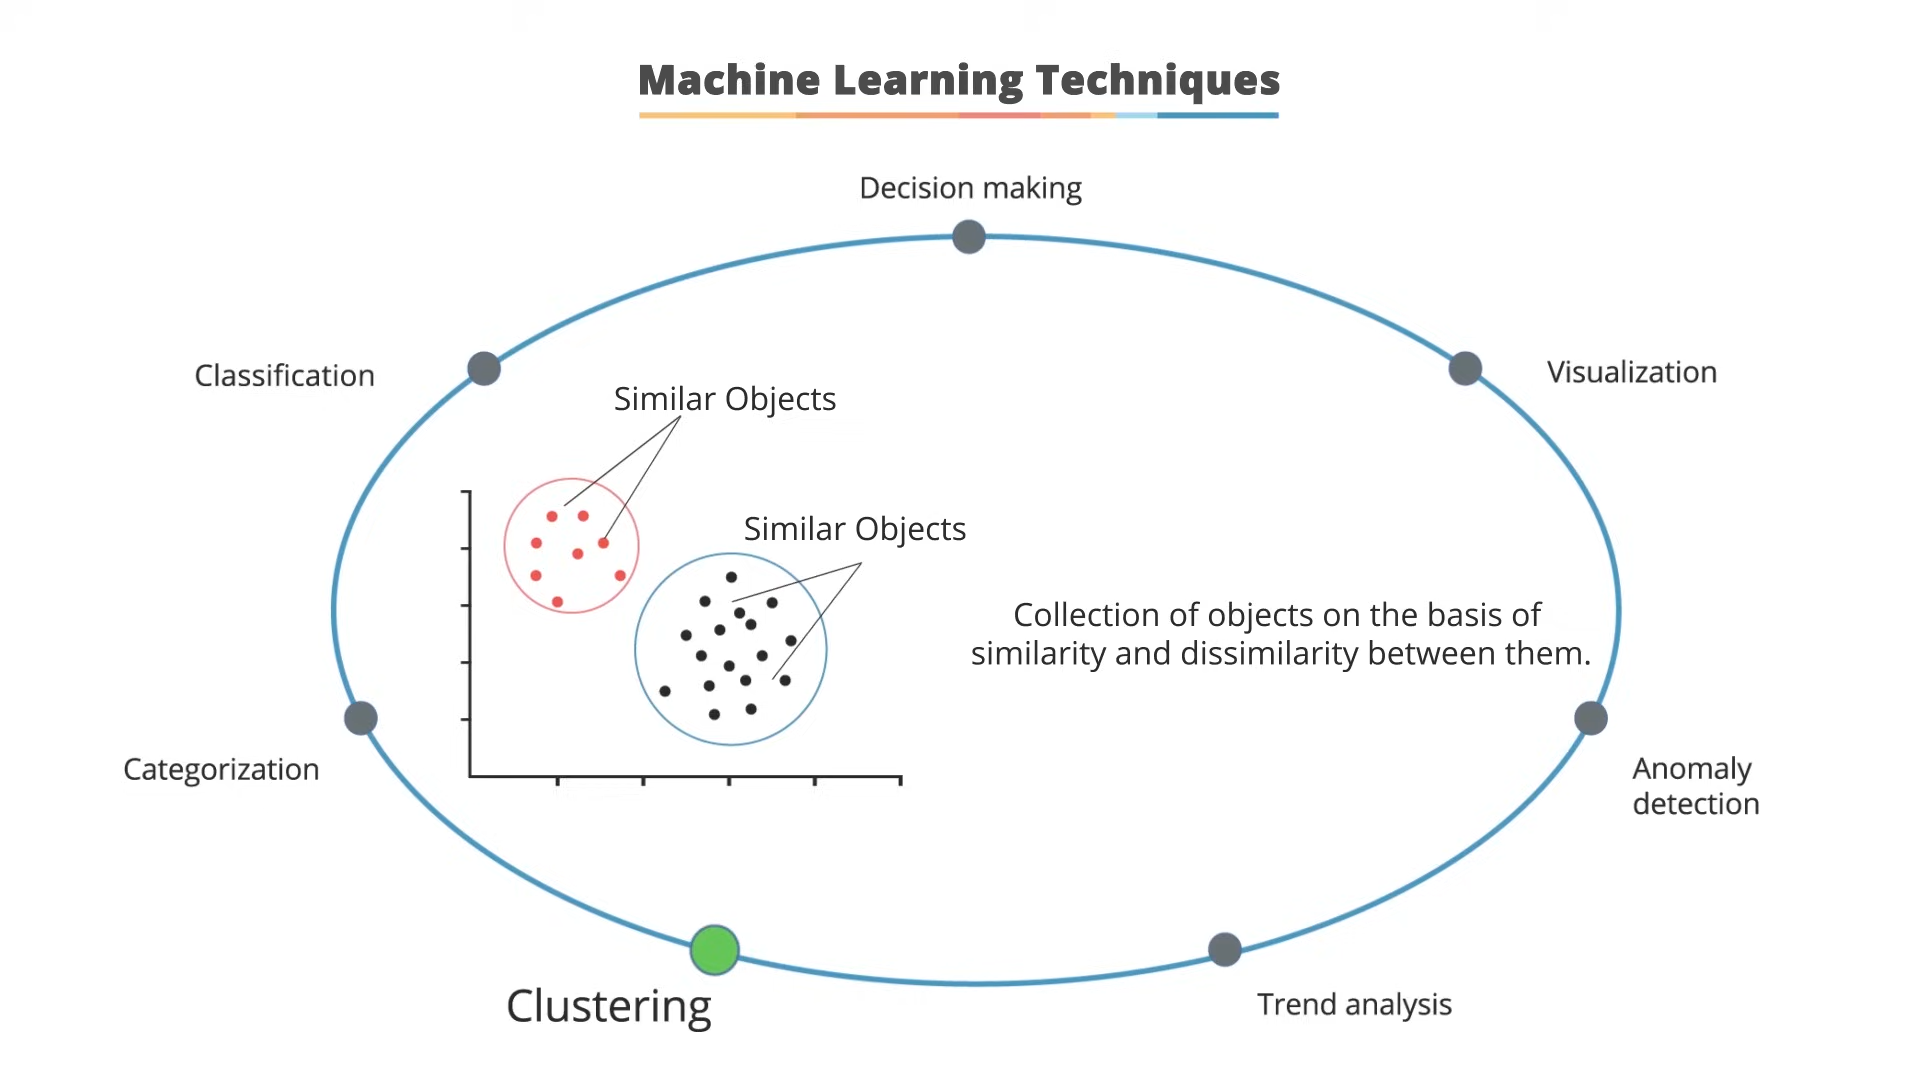 Machine Learning Techniques
Decision making
Classification
Visualization
Similar Objects
Similar Objects
Collection of objects on the basis of
similarity and dissimilarity between them.
Categorization
Anomaly
detection
Clustering
Trend analysis